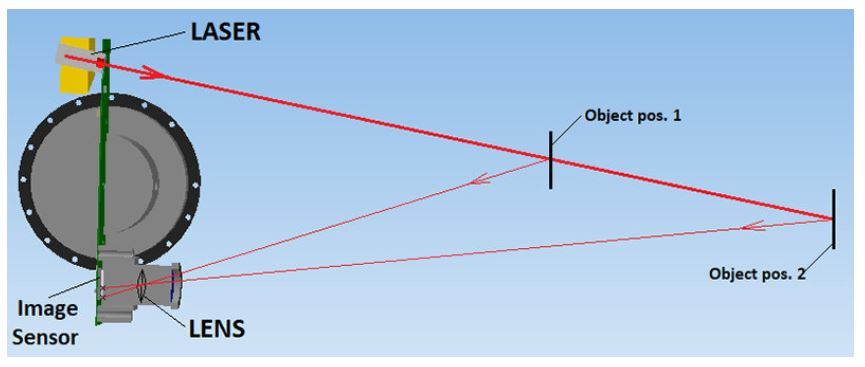 LASER
Object pos. 1
Object pos. 2
Image
Sensor
LENS